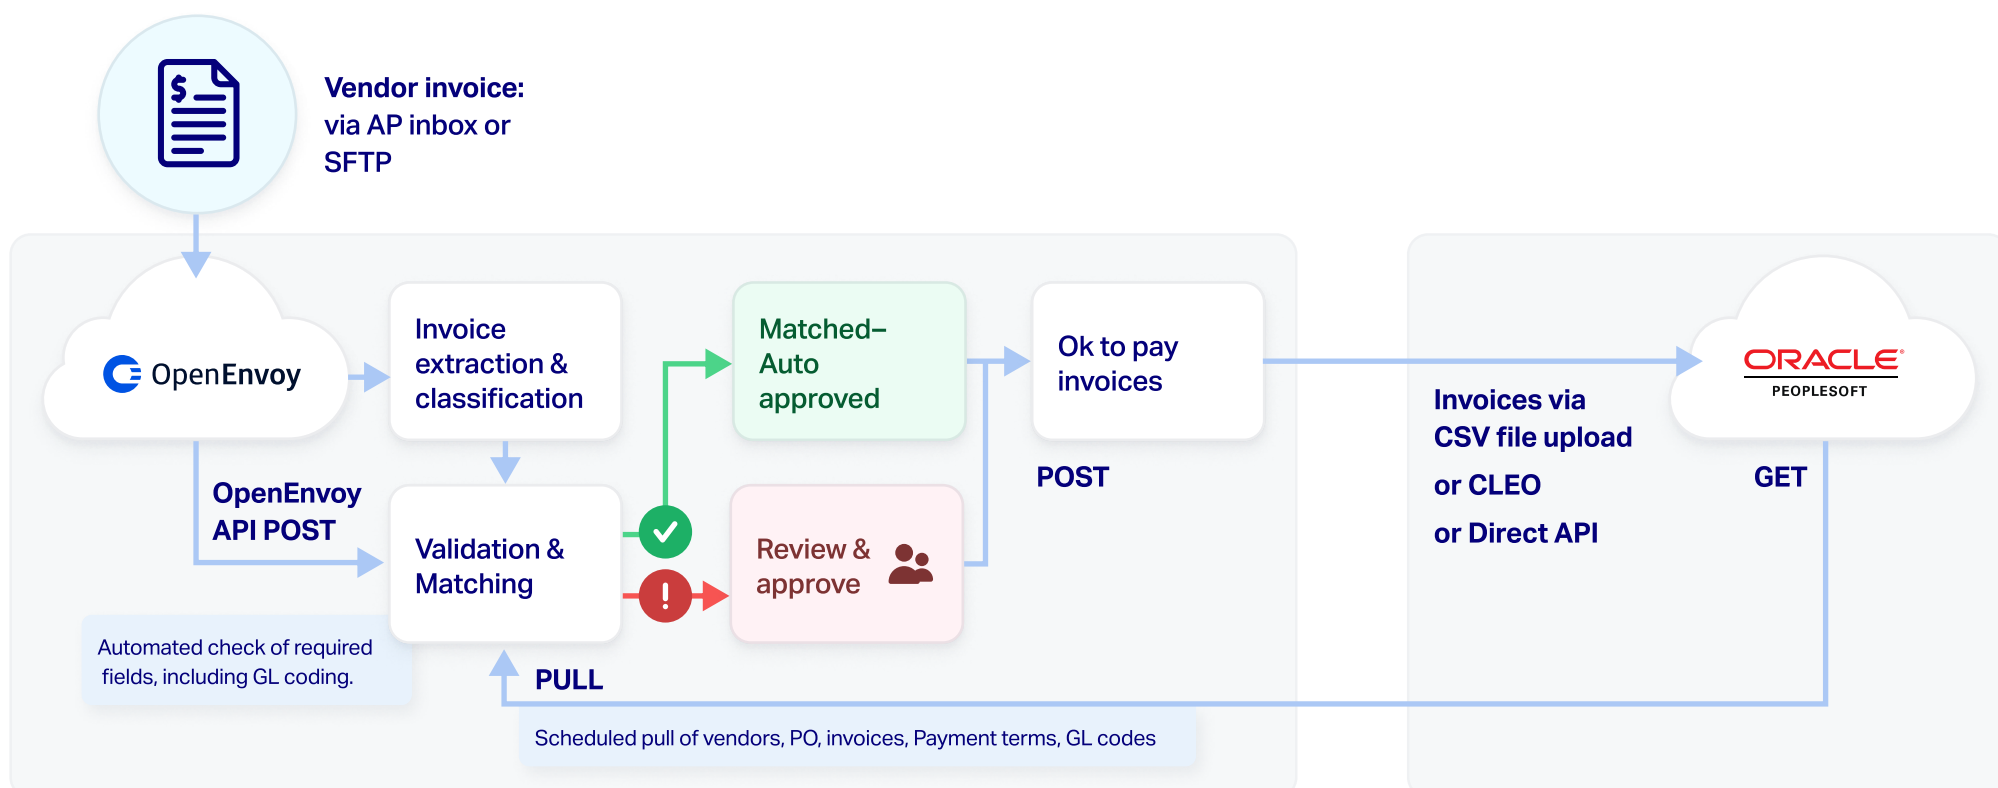 $
Vendor invoice:
via AP inbox or
SFTP
OpenEnvoy
Invoice
extraction &
classification
Matched–
Auto
approved
Ok to pay
invoices
ORACLE®
PEOPLESOFT
Invoices via
CSV file upload
or CLEO
or Direct API
POST
GET
OpenEnvoy
API POST
Validation &
Matching
Review &
approve
Automated check of required
fields, including GL coding.
PULL
Scheduled pull of vendors, PO, invoices, Payment terms, GL codes